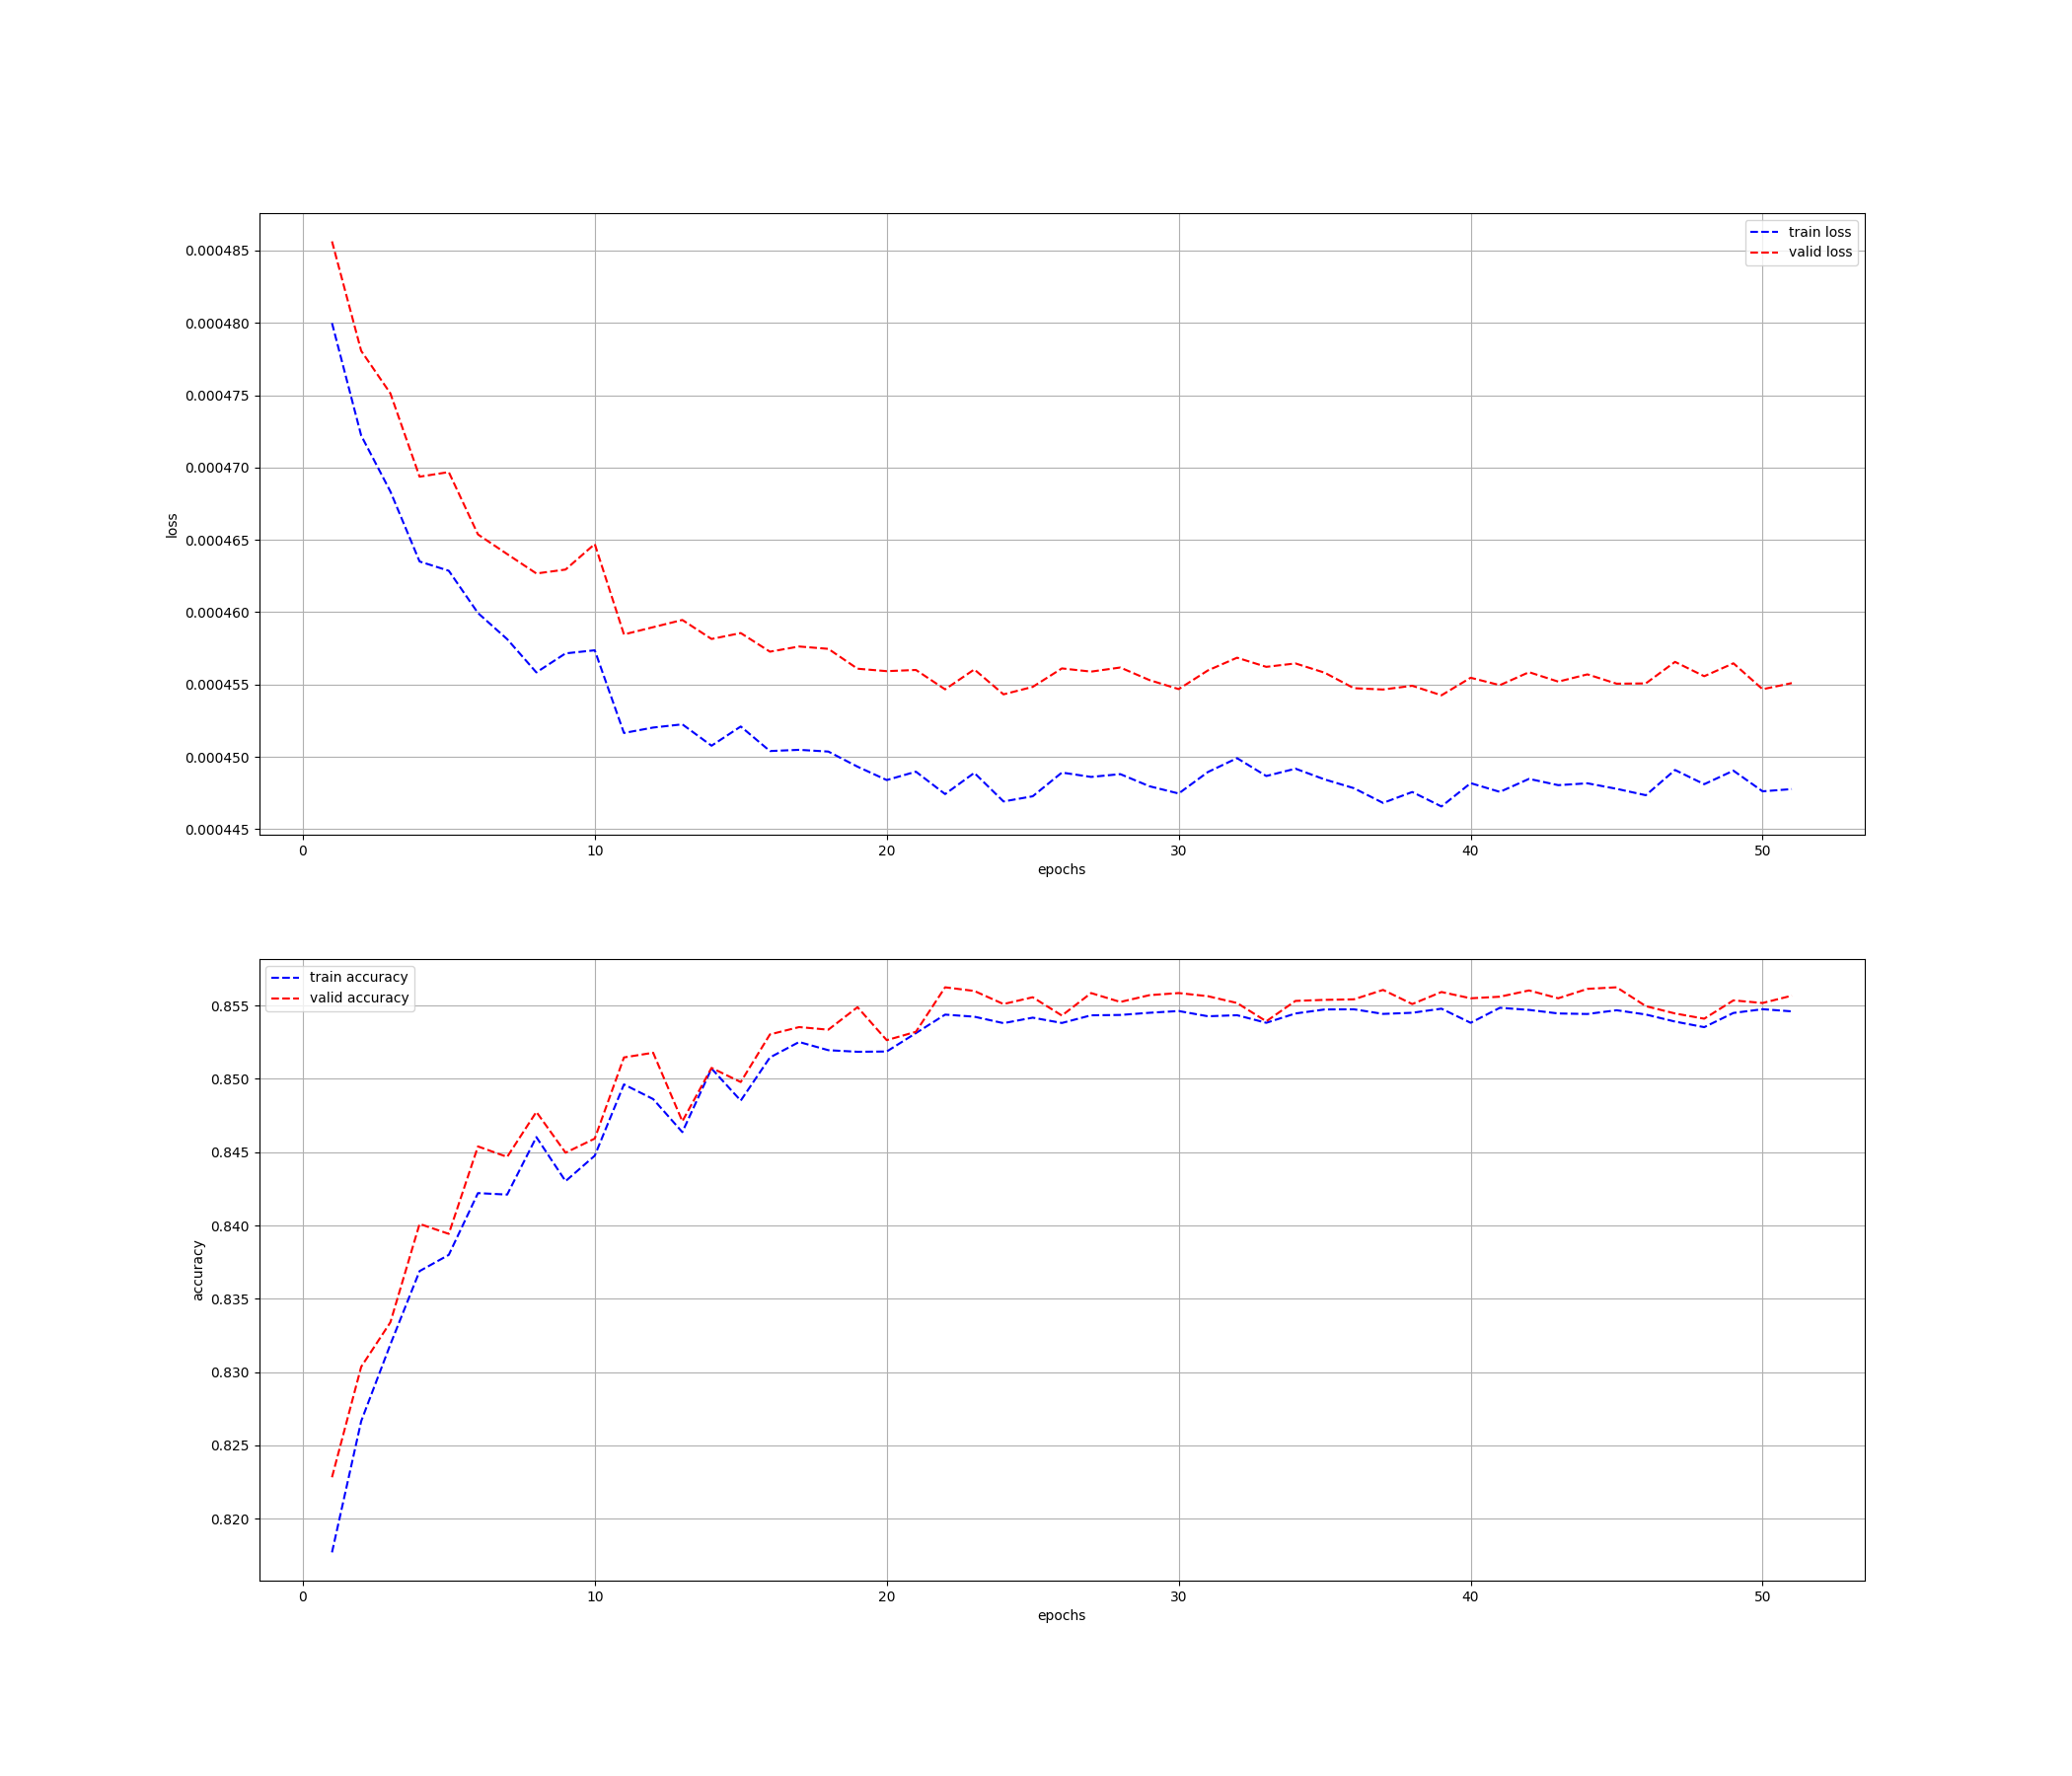 train loss
valid loss
0.000485
0.000480
0.000475
0.000470
0.000465
0.000460
0.000455
0.000450
0.000445
loss
0 10 20 30 40 50
epochs
train accuracy
valid accuracy
0.855
0.850
0.845
0.840
0.835
0.830
0.825
0.820
accuracy
0 10 20 30 40 50
epochs